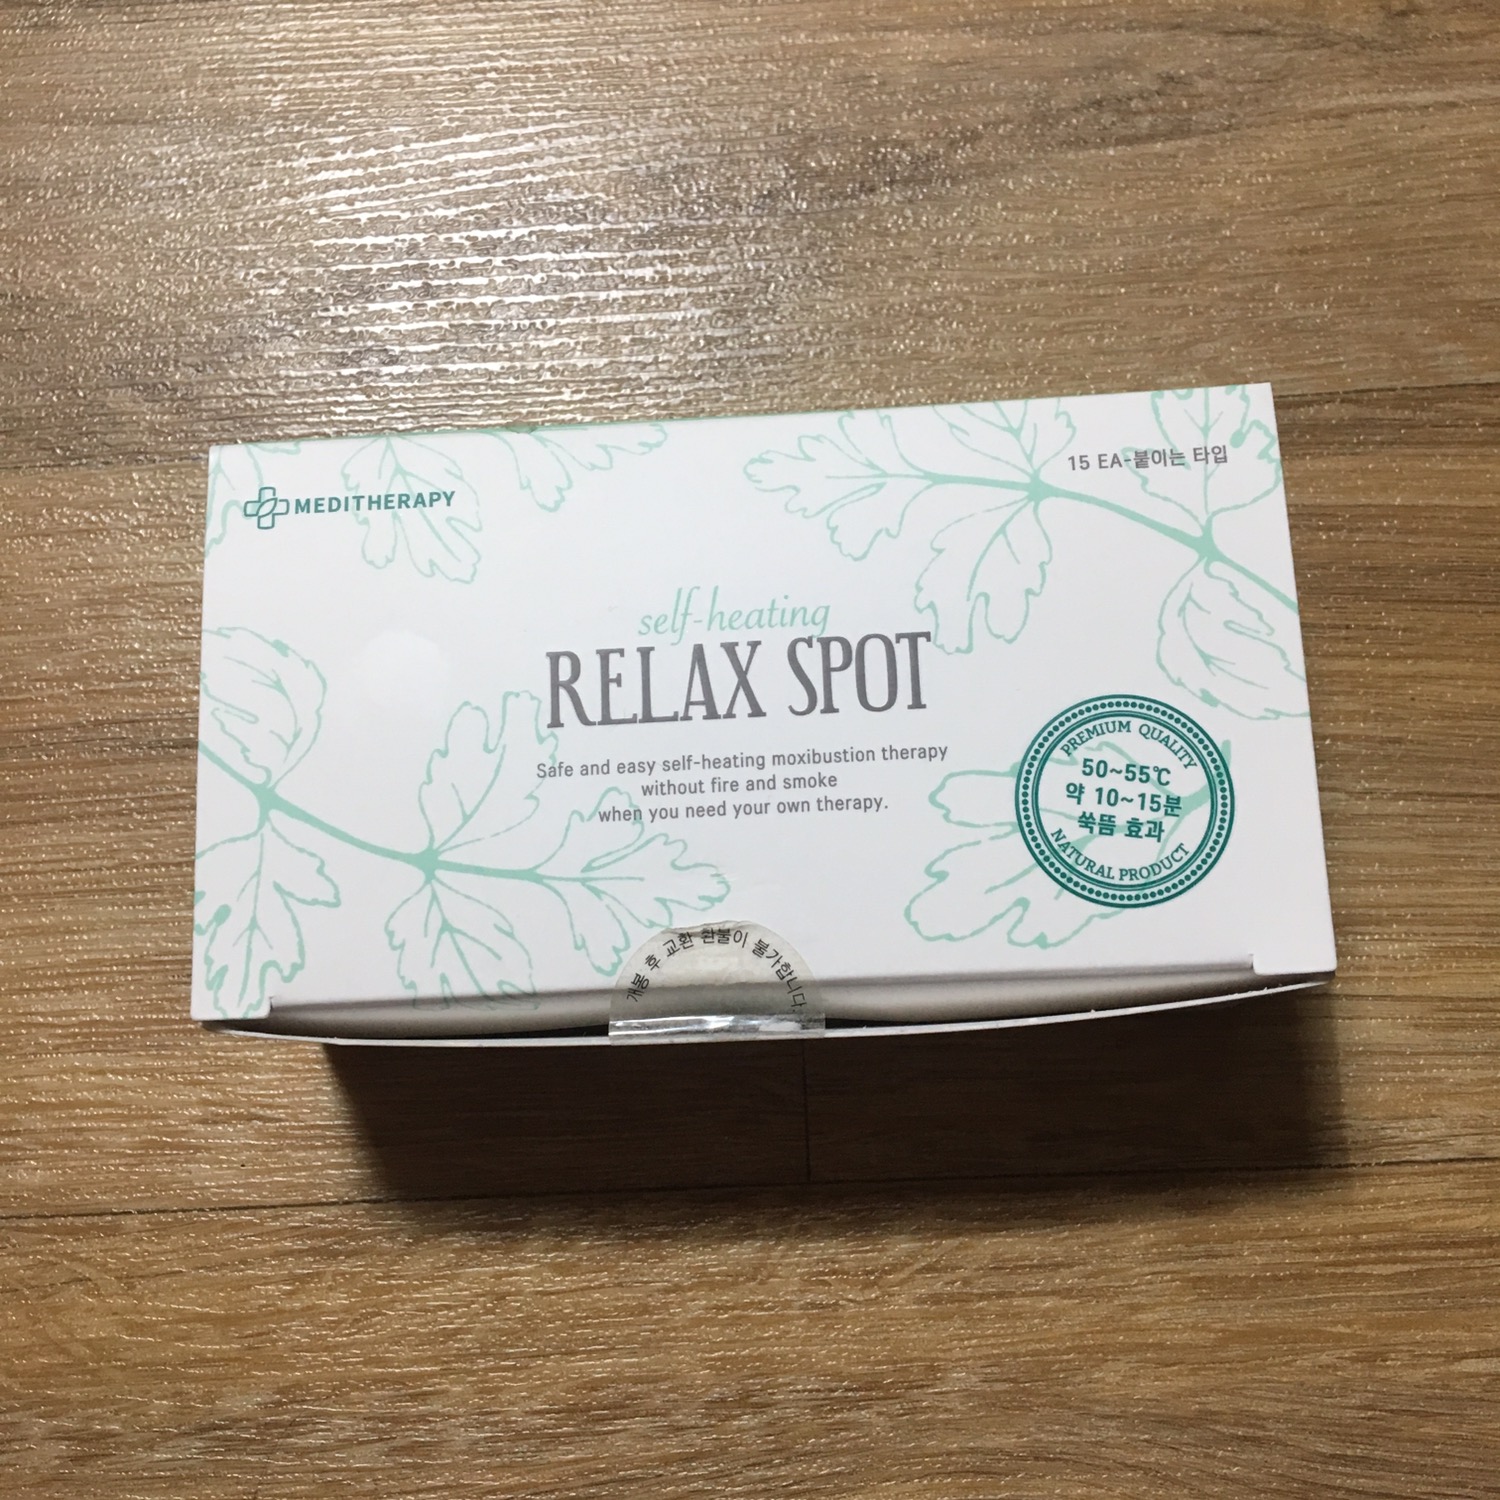 MEDITHERAPY
15 EA-붙이는 타입
self-heating
RELAX SPOT
Safe and easy self-heating moxibustion therapy
without fire and smoke
when you need your own therapy.
PREMIUM QUALITY
50~55℃
약 10~15분
쑥뜸 효과
NATURAL PRODUCT
개봉 후 교환 환불이 불가합니다.